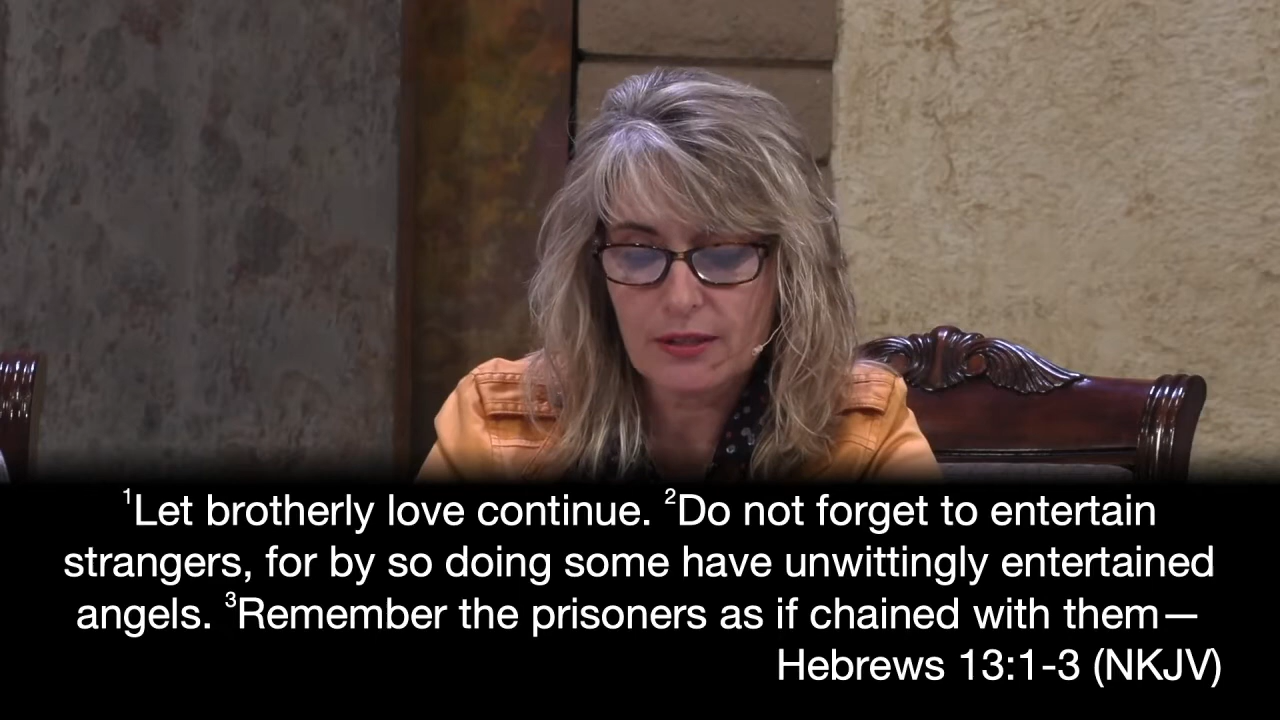 ¹Let brotherly love continue. ²Do not forget to entertain
strangers, for by so doing some have unwittingly entertained
angels. ³Remember the prisoners as if chained with them—
Hebrews 13:1-3 (NKJV)